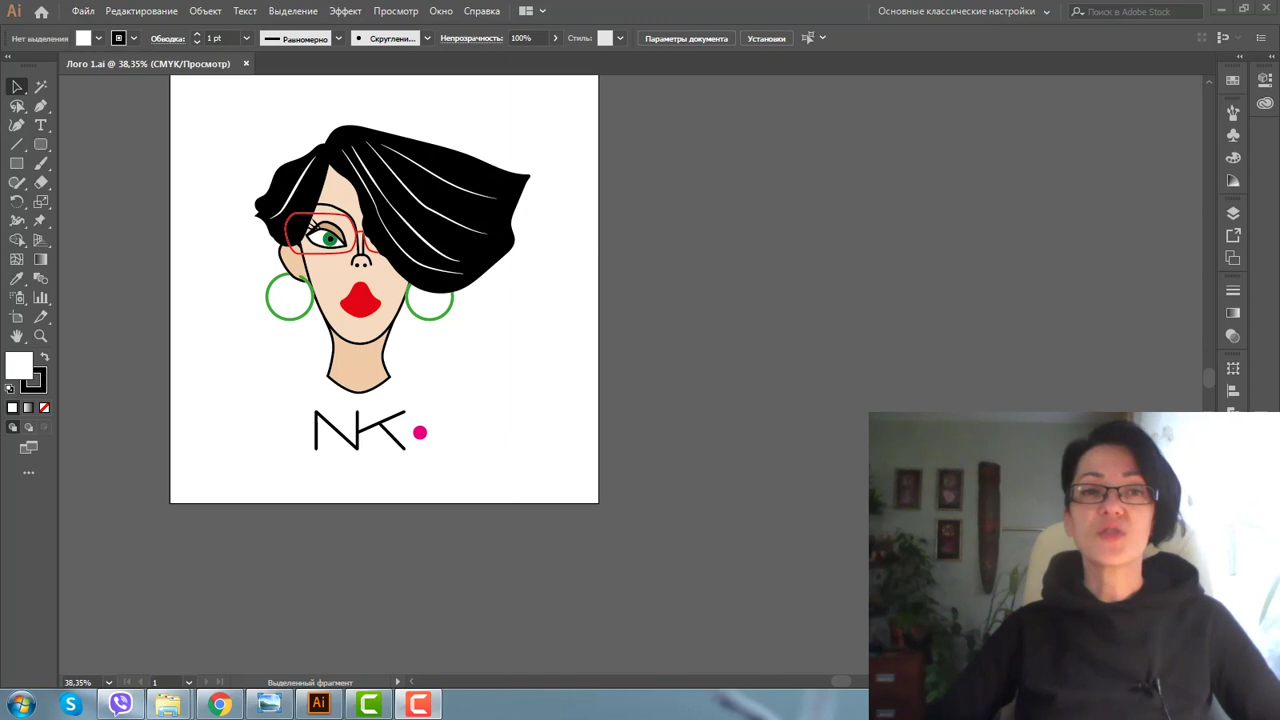 Ai Файл Редактирование Объект Текст Выделение Эффект Просмотр Окно Справка Основные классические настройки Поиск в Adobe Stock
Нет выделения Обводка: 1 pt Равномерно Скруглени... Непрозрачность: 100% Стиль: Параметры документа Установки
Лого 1.ai @ 38,35% (CMYK/Просмотр)
NK
38,35% 1 Выделенный фрагмент
S Ai